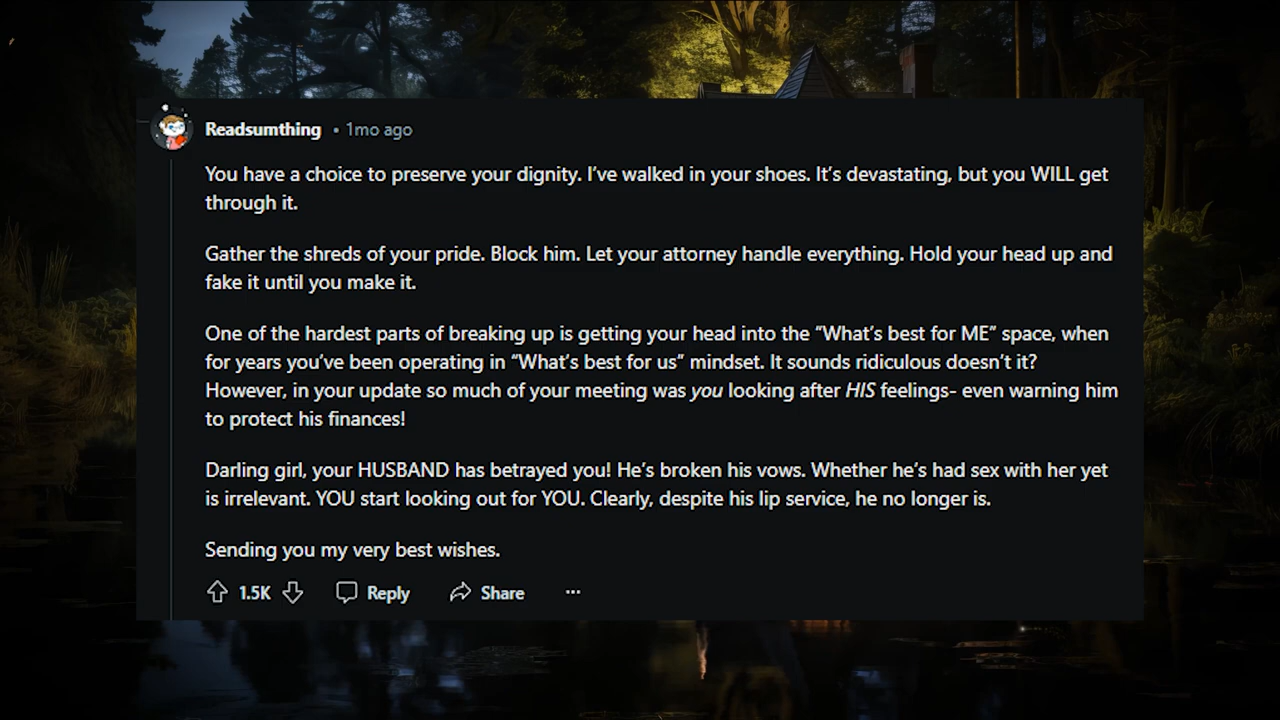 Readsumthing • 1mo ago
You have a choice to preserve your dignity. I’ve walked in your shoes. It’s devastating, but you WILL get
through it.
Gather the shreds of your pride. Block him. Let your attorney handle everything. Hold your head up and
fake it until you make it.
One of the hardest parts of breaking up is getting your head into the “What’s best for ME” space, when
for years you’ve been operating in “What’s best for us” mindset. It sounds ridiculous doesn’t it?
However, in your update so much of your meeting was you looking after HIS feelings- even warning him
to protect his finances!
Darling girl, your HUSBAND has betrayed you! He’s broken his vows. Whether he’s had sex with her yet
is irrelevant. YOU start looking out for YOU. Clearly, despite his lip service, he no longer is.
Sending you my very best wishes.
1.5K Reply Share ...